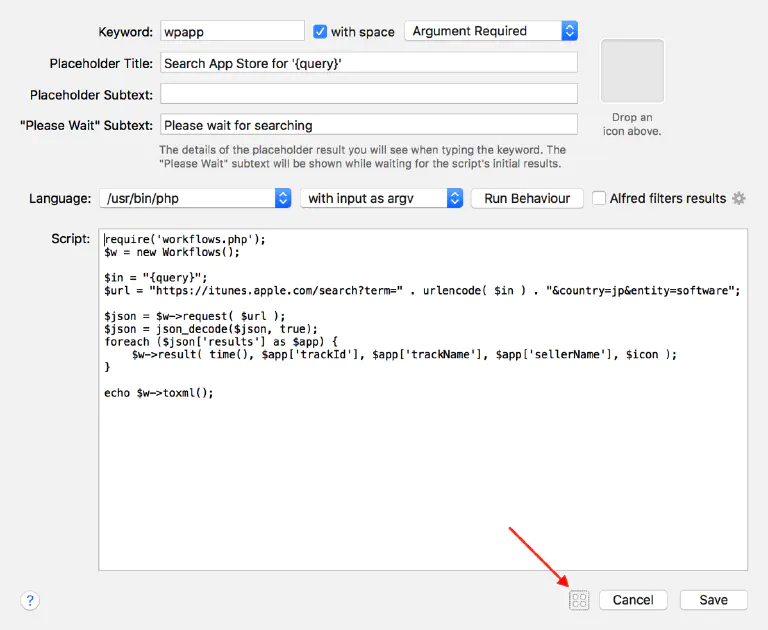 Keyword: wpapp with space Argument Required
Placeholder Title: Search App Store for '{query}'
Placeholder Subtext:
"Please Wait" Subtext: Please wait for searching
Drop an
icon above.
The details of the placeholder result you will see when typing the keyword. The
"Please Wait" subtext will be shown while waiting for the script's initial results.
Language: /usr/bin/php with input as argv Run Behaviour Alfred filters results
Script:
require('workflows.php');
$w = new Workflows();
$in = "{query}";
$url = "https://itunes.apple.com/search?term=" . urlencode( $in ) . "&country=jp&entity=software";
$json = $w->request( $url );
$json = json_decode($json, true);
foreach ($json['results'] as $app) {
$w->result( time(), $app['trackId'], $app['trackName'], $app['sellerName'], $icon );
}
echo $w->toxml();
? Cancel Save